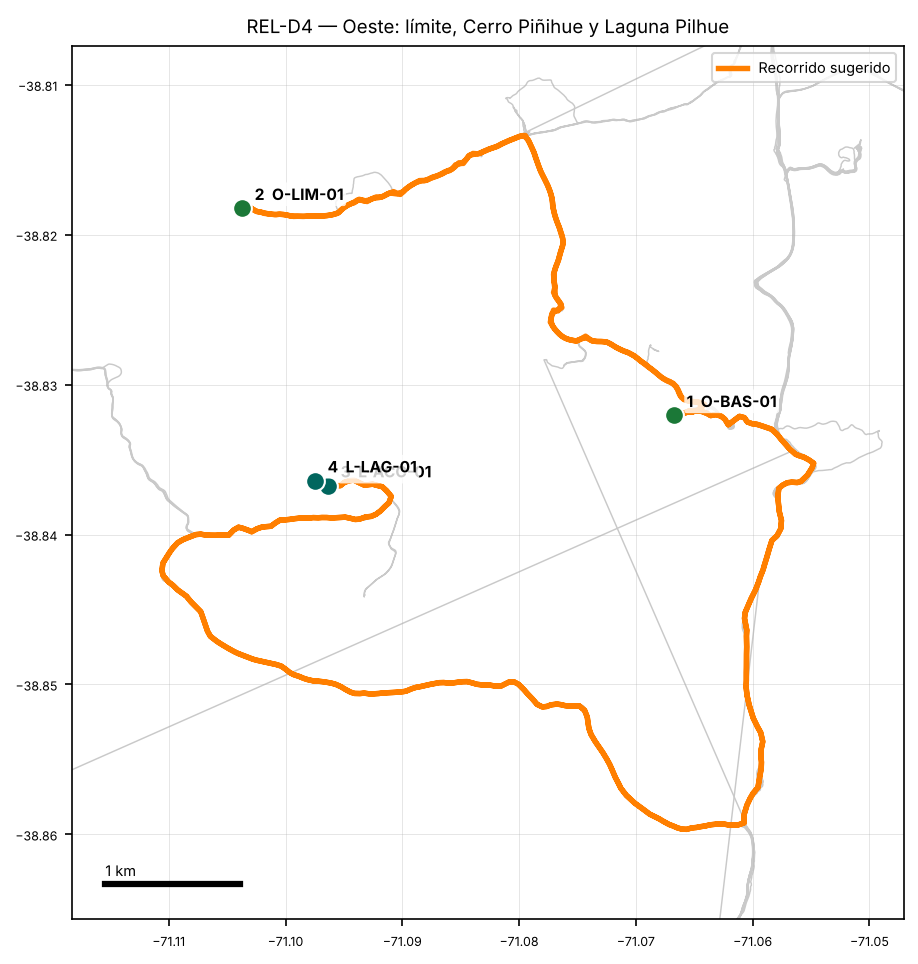 REL-D4 — Oeste: límite, Cerro Piñihue y Laguna Pilhue
Recorrido sugerido
−38.81
−38.82
−38.83
−38.84
−38.85
−38.86
2 O-LIM-01
1 O-BAS-01
4 L-LAG-01
1 km
−71.11
−71.10
−71.09
−71.08
−71.07
−71.06
−71.05